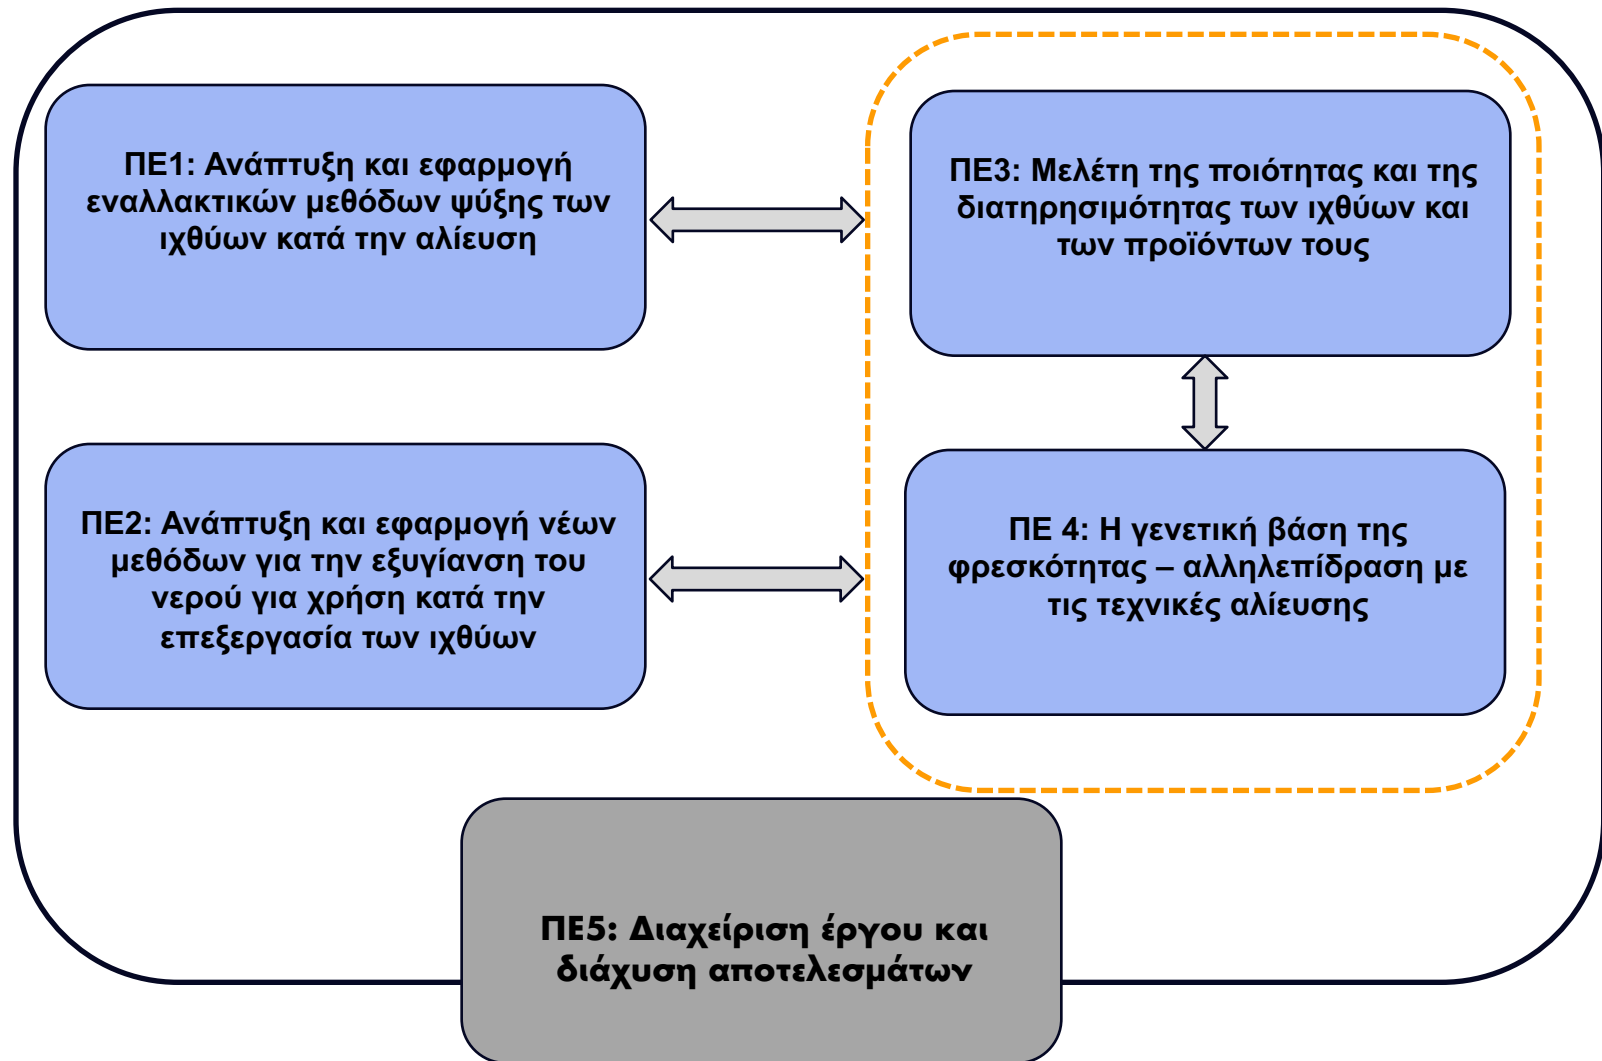 ΠΕ1: Ανάπτυξη και εφαρμογή
εναλλακτικών μεθόδων ψύξης των
ιχθύων κατά την αλίευση
ΠΕ2: Ανάπτυξη και εφαρμογή νέων
μεθόδων για την εξυγίανση του
νερού για χρήση κατά την
επεξεργασία των ιχθύων
ΠΕ3: Μελέτη της ποιότητας και της
διατηρησιμότητας των ιχθύων και
των προϊόντων τους
ΠΕ 4: Η γενετική βάση της
φρεσκότητας – αλληλεπίδραση με
τις τεχνικές αλίευσης
ΠΕ5: Διαχείριση έργου και
διάχυση αποτελεσμάτων